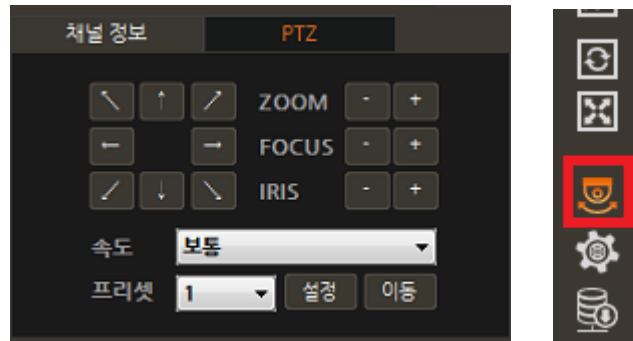 채널 정보 PTZ
↖ ↑ ↗ ZOOM - +
← → FOCUS - +
↙ ↓ ↘ IRIS - +
속도 보통
프리셋 1 설정 이동